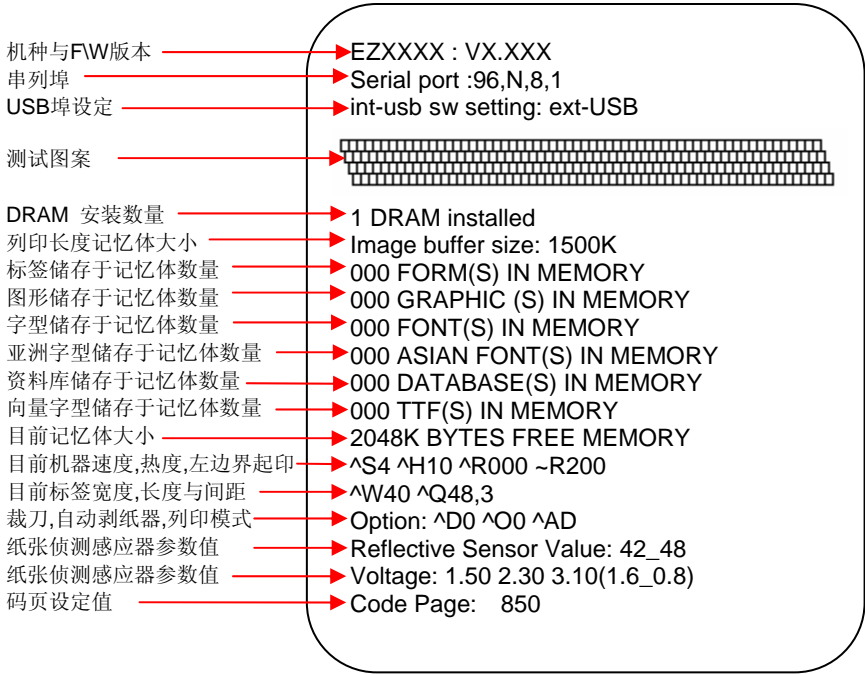 机种与F\W版本 EZXXXX : VX.XXX
串列埠 Serial port :96,N,8,1
USB埠设定 int-usb sw setting: ext-USB
测试图案
DRAM 安装数量 1 DRAM installed
列印长度记忆体大小 Image buffer size: 1500K
标签储存于记忆体数量 000 FORM(S) IN MEMORY
图形储存于记忆体数量 000 GRAPHIC (S) IN MEMORY
字型储存于记忆体数量 000 FONT(S) IN MEMORY
亚洲字型储存于记忆体数量 000 ASIAN FONT(S) IN MEMORY
资料库储存于记忆体数量 000 DATABASE(S) IN MEMORY
向量字型储存于记忆体数量 000 TTF(S) IN MEMORY
目前记忆体大小 2048K BYTES FREE MEMORY
目前机器速度,热度,左边界起印 ^S4 ^H10 ^R000 ~R200
目前标签宽度,长度与间距 ^W40 ^Q48,3
裁刀,自动剥纸器,列印模式 Option: ^D0 ^O0 ^AD
纸张侦测感应器参数值 Reflective Sensor Value: 42_48
纸张侦测感应器参数值 Voltage: 1.50 2.30 3.10(1.6_0.8)
码页设定值 Code Page: 850